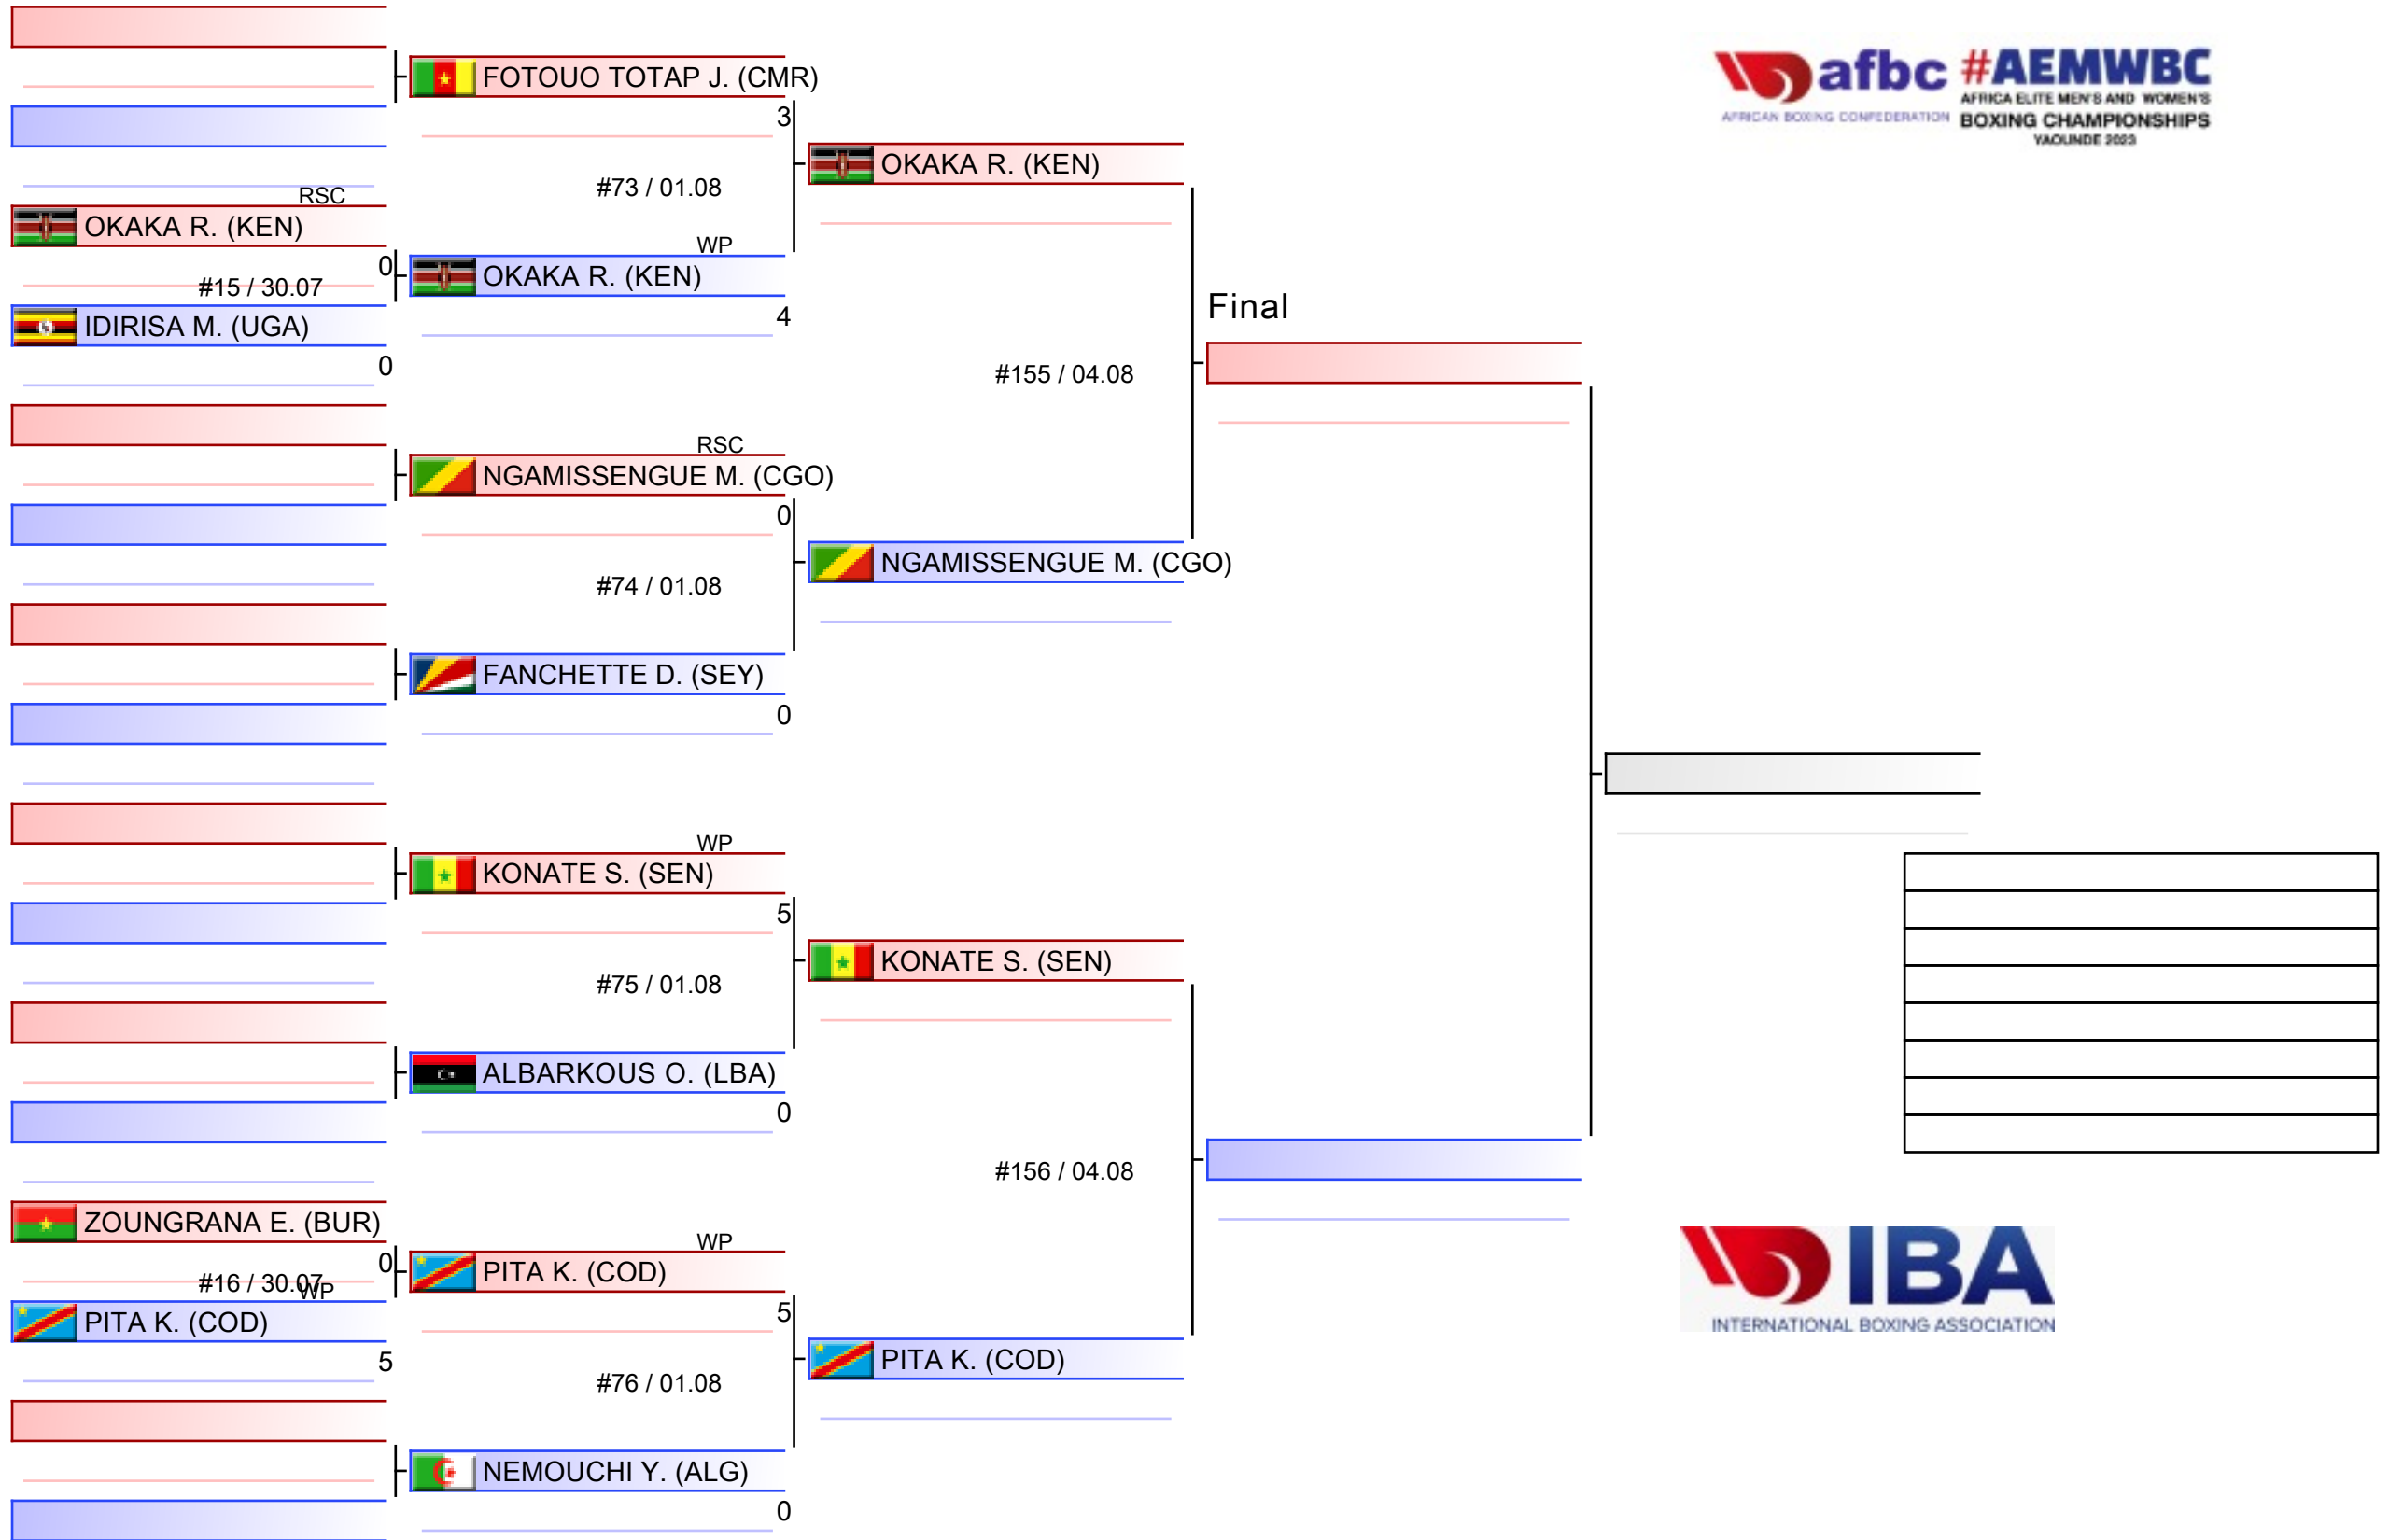 afbc #AEMWBC
AFRICAN BOXING CONFEDERATION
AFRICA ELITE MEN'S AND WOMEN'S
BOXING CHAMPIONSHIPS
YAOUNDE 2023
RSC
OKAKA R. (KEN)
0
#15 / 30.07
IDIRISA M. (UGA)
0
ZOUNGRANA E. (BUR)
0
#16 / 30.07
WP
PITA K. (COD)
5
FOTOUO TOTAP J. (CMR)
3
#73 / 01.08
WP
OKAKA R. (KEN)
4
RSC
NGAMISSENGUE M. (CGO)
0
#74 / 01.08
FANCHETTE D. (SEY)
0
WP
KONATE S. (SEN)
5
#75 / 01.08
ALBARKOUS O. (LBA)
0
WP
PITA K. (COD)
5
#76 / 01.08
NEMOUCHI Y. (ALG)
0
OKAKA R. (KEN)
#155 / 04.08
NGAMISSENGUE M. (CGO)
KONATE S. (SEN)
#156 / 04.08
PITA K. (COD)
Final
IBA
INTERNATIONAL BOXING ASSOCIATION